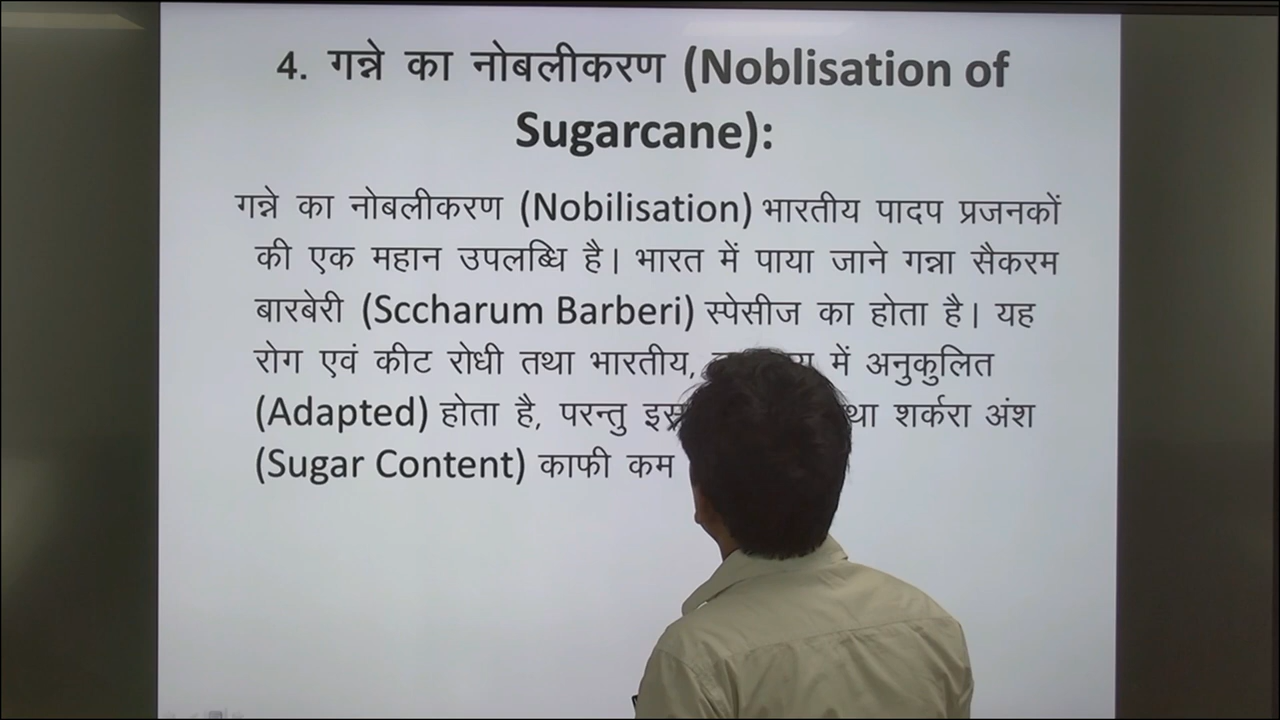 4. गन्ने का नोबलीकरण (Noblisation of
Sugarcane):
गन्ने का नोबलीकरण (Nobilisation) भारतीय पादप प्रजनकों
की एक महान उपलब्धि है। भारत में पाया जाने गन्ना सैकरम
बारबेरी (Sccharum Barberi) स्पेसीज का होता है। यह
रोग एवं कीट रोधी तथा भारतीय, में अनुकुलित
(Adapted) होता है, परन्तु शर्करा अंश
(Sugar Content) काफी कम